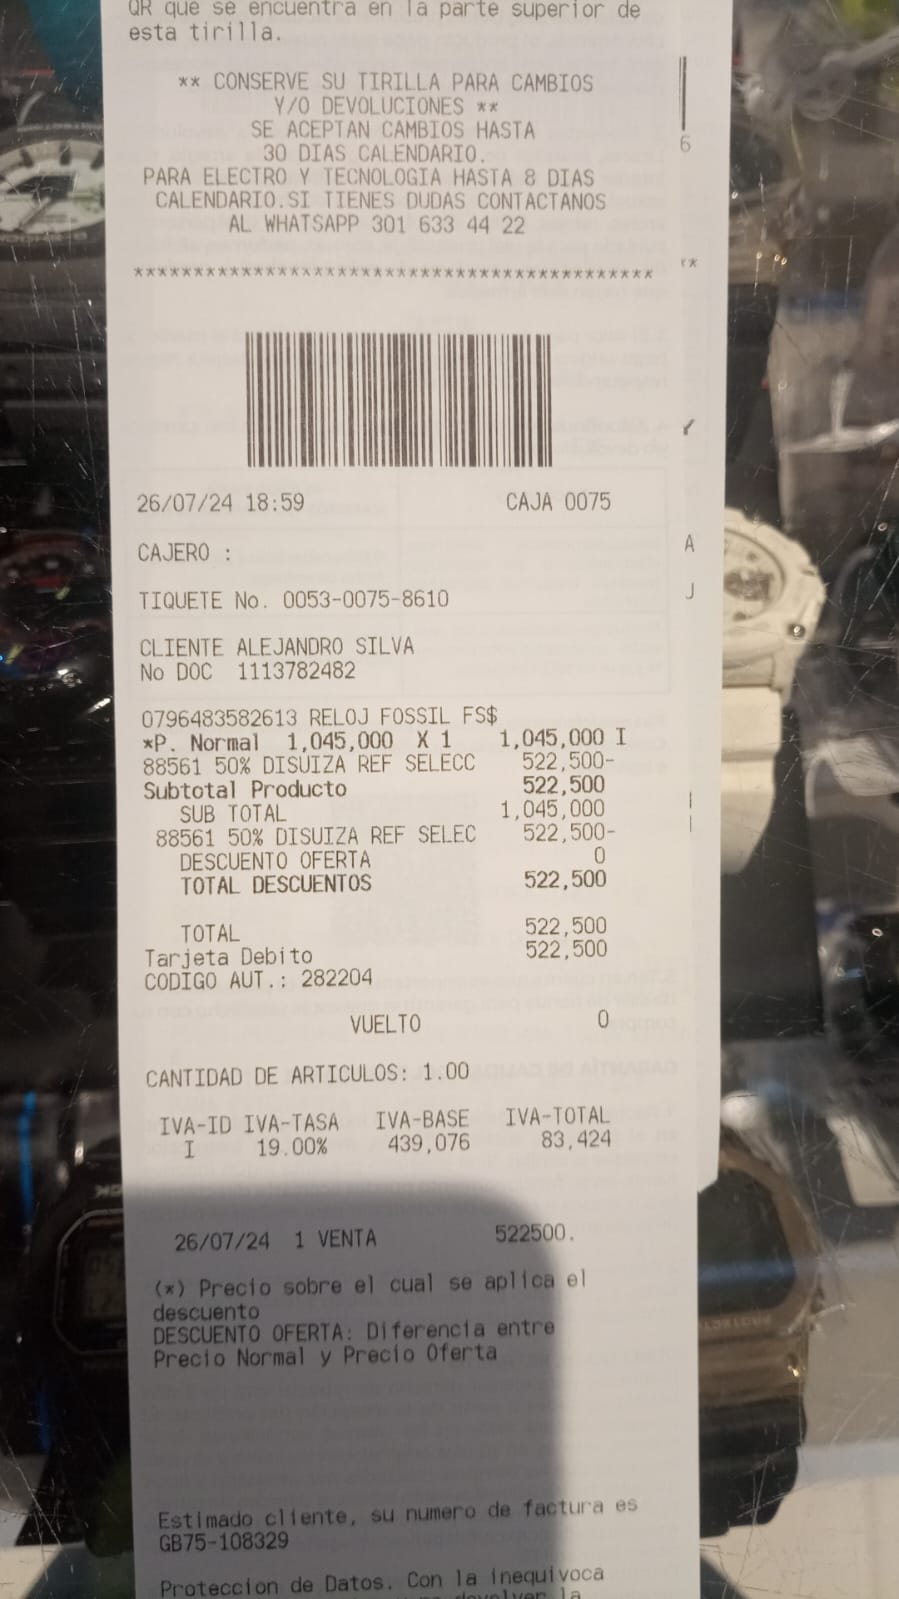 QR que se encuentra en la parte superior de
esta tirilla.
** CONSERVE SU TIRILLA PARA CAMBIOS
Y/O DEVOLUCIONES **
SE ACEPTAN CAMBIOS HASTA
30 DIAS CALENDARIO.
PARA ELECTRO Y TECNOLOGIA HASTA 8 DIAS
CALENDARIO.SI TIENES DUDAS CONTACTANOS
AL WHATSAPP 301 633 44 22
******************************************
26/07/24 18:59 CAJA 0075
CAJERO :
TIQUETE No. 0053-0075-8610
CLIENTE ALEJANDRO SILVA
No DOC 1113782482
0796483582613 RELOJ FOSSIL FS$
*P. Normal 1,045,000 X 1 1,045,000 I
88561 50% DISUIZA REF SELECC 522,500-
Subtotal Producto 522,500
SUB TOTAL 1,045,000
88561 50% DISUIZA REF SELEC 522,500-
DESCUENTO OFERTA 0
TOTAL DESCUENTOS 522,500
TOTAL 522,500
Tarjeta Debito 522,500
CODIGO AUT.: 282204
VUELTO 0
CANTIDAD DE ARTICULOS: 1.00
IVA-ID IVA-TASA IVA-BASE IVA-TOTAL
I 19.00% 439,076 83,424
26/07/24 1 VENTA 522500.
(*) Precio sobre el cual se aplica el
descuento
DESCUENTO OFERTA: Diferencia entre
Precio Normal y Precio Oferta
Estimado cliente, su numero de factura es
GB75-108329
Proteccion de Datos. Con la inequivoca
devolver la
6
**
Y
A
J